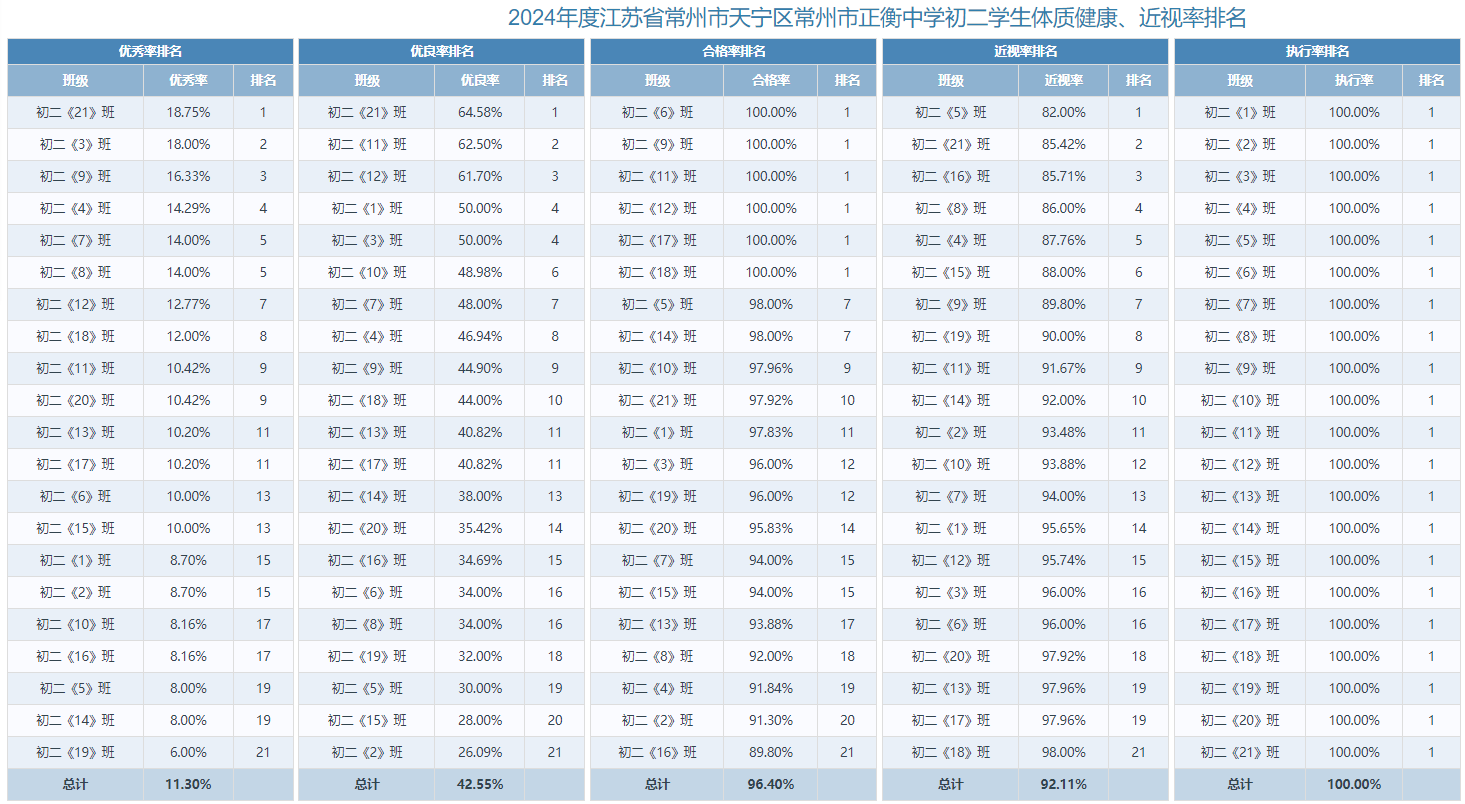 2024年度江苏省常州市天宁区常州市正衡中学初二学生体质健康、近视率排名
优秀率排名 优良率排名 合格率排名 近视率排名 执行率排名
班级 优秀率 排名 班级 优良率 排名 班级 合格率 排名 班级 近视率 排名 班级 执行率 排名
初二《21》班 18.75% 1 初二《21》班 64.58% 1 初二《6》班 100.00% 1 初二《5》班 82.00% 1 初二《1》班 100.00% 1
初二《3》班 18.00% 2 初二《11》班 62.50% 2 初二《9》班 100.00% 1 初二《21》班 85.42% 2 初二《2》班 100.00% 1
初二《9》班 16.33% 3 初二《12》班 61.70% 3 初二《11》班 100.00% 1 初二《16》班 85.71% 3 初二《3》班 100.00% 1
初二《4》班 14.29% 4 初二《1》班 50.00% 4 初二《12》班 100.00% 1 初二《8》班 86.00% 4 初二《4》班 100.00% 1
初二《7》班 14.00% 5 初二《3》班 50.00% 4 初二《17》班 100.00% 1 初二《4》班 87.76% 5 初二《5》班 100.00% 1
初二《8》班 14.00% 5 初二《10》班 48.98% 6 初二《18》班 100.00% 1 初二《15》班 88.00% 6 初二《6》班 100.00% 1
初二《12》班 12.77% 7 初二《7》班 48.00% 7 初二《5》班 98.00% 7 初二《9》班 89.80% 7 初二《7》班 100.00% 1
初二《18》班 12.00% 8 初二《4》班 46.94% 8 初二《14》班 98.00% 7 初二《19》班 90.00% 8 初二《8》班 100.00% 1
初二《11》班 10.42% 9 初二《9》班 44.90% 9 初二《10》班 97.96% 9 初二《11》班 91.67% 9 初二《9》班 100.00% 1
初二《20》班 10.42% 9 初二《18》班 44.00% 10 初二《21》班 97.92% 10 初二《14》班 92.00% 10 初二《10》班 100.00% 1
初二《13》班 10.20% 11 初二《13》班 40.82% 11 初二《1》班 97.83% 11 初二《2》班 93.48% 11 初二《11》班 100.00% 1
初二《17》班 10.20% 11 初二《17》班 40.82% 11 初二《3》班 96.00% 12 初二《10》班 93.88% 12 初二《12》班 100.00% 1
初二《6》班 10.00% 13 初二《14》班 38.00% 13 初二《19》班 96.00% 12 初二《7》班 94.00% 13 初二《13》班 100.00% 1
初二《15》班 10.00% 13 初二《20》班 35.42% 14 初二《20》班 95.83% 14 初二《1》班 95.65% 14 初二《14》班 100.00% 1
初二《1》班 8.70% 15 初二《16》班 34.69% 15 初二《7》班 94.00% 15 初二《12》班 95.74% 15 初二《15》班 100.00% 1
初二《2》班 8.70% 15 初二《6》班 34.00% 16 初二《15》班 94.00% 15 初二《3》班 96.00% 16 初二《16》班 100.00% 1
初二《10》班 8.16% 17 初二《8》班 34.00% 16 初二《13》班 93.88% 17 初二《6》班 96.00% 16 初二《17》班 100.00% 1
初二《16》班 8.16% 17 初二《19》班 32.00% 18 初二《8》班 92.00% 18 初二《20》班 97.92% 18 初二《18》班 100.00% 1
初二《5》班 8.00% 19 初二《5》班 30.00% 19 初二《4》班 91.84% 19 初二《13》班 97.96% 19 初二《19》班 100.00% 1
初二《14》班 8.00% 19 初二《15》班 28.00% 20 初二《2》班 91.30% 20 初二《17》班 97.96% 19 初二《20》班 100.00% 1
初二《19》班 6.00% 21 初二《2》班 26.09% 21 初二《16》班 89.80% 21 初二《18》班 98.00% 21 初二《21》班 100.00% 1
总计 11.30% 总计 42.55% 总计 96.40% 总计 92.11% 总计 100.00%